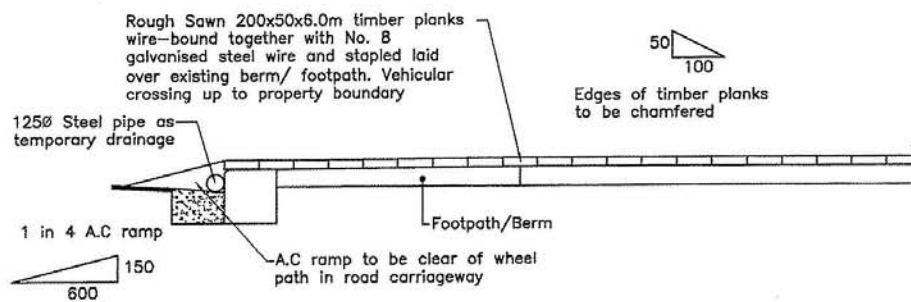 Rough Sawn 200x50x6.0m timber planks
wire-bound together with No. 8
galvanised steel wire and stapled laid
over existing berm/ footpath. Vehicular
crossing up to property boundary
50
100
Edges of timber planks
to be chamfered
125Ø Steel pipe as
temporary drainage
Footpath/Berm
1 in 4 A.C ramp
150
600
A.C ramp to be clear of wheel
path in road carriageway